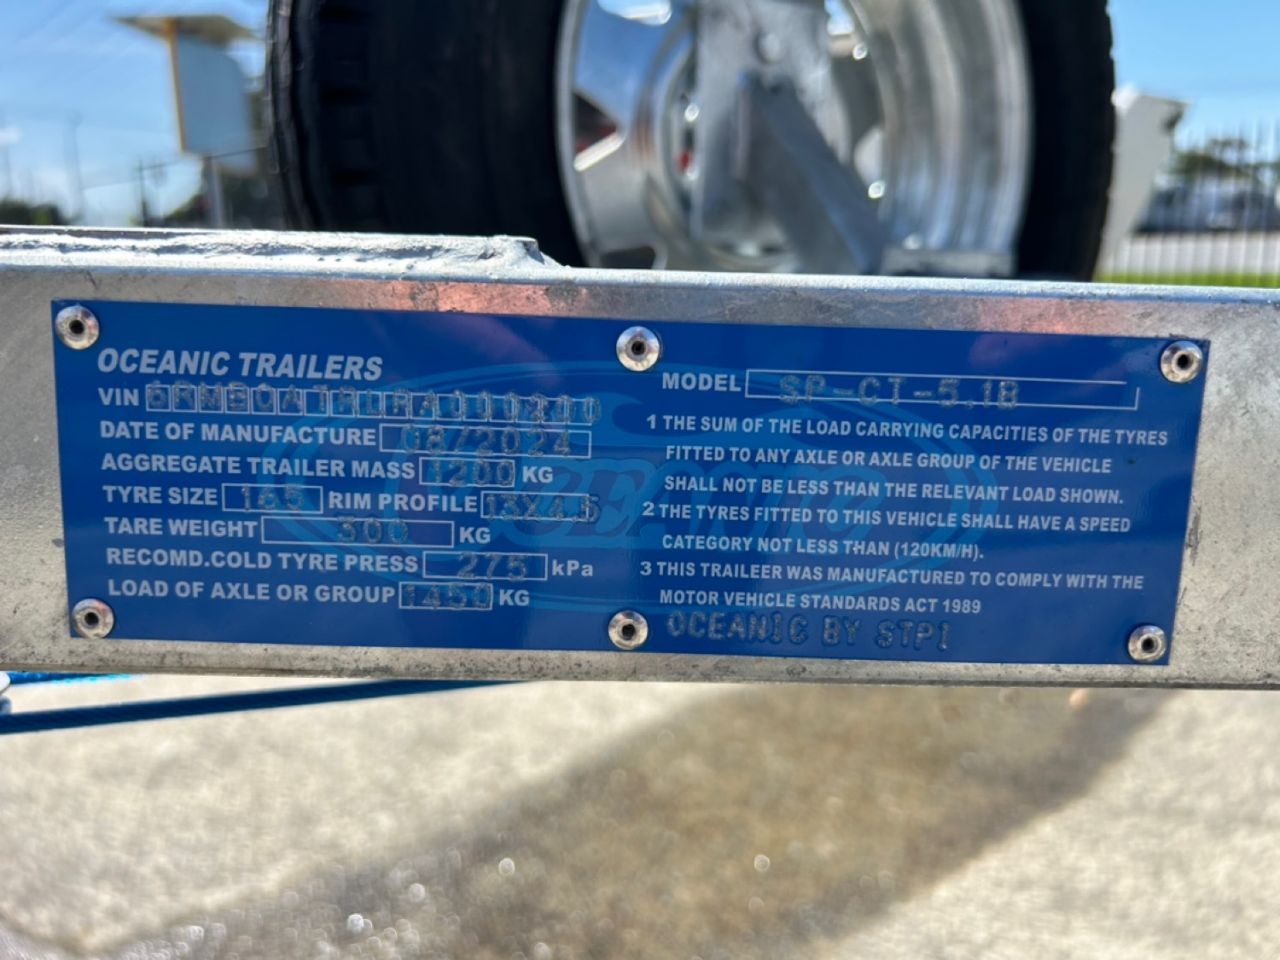 OCEANIC TRAILERS
VIN
DATE OF MANUFACTURE 08/2024
AGGREGATE TRAILER MASS 1200 KG
TYRE SIZE 165 RIM PROFILE 13X4.5
TARE WEIGHT 300 KG
RECOMD.COLD TYRE PRESS 275 kPa
LOAD OF AXLE OR GROUP 1450 KG
MODEL SP-CT-5.1B
1 THE SUM OF THE LOAD CARRYING CAPACITIES OF THE TYRES
FITTED TO ANY AXLE OR AXLE GROUP OF THE VEHICLE
SHALL NOT BE LESS THAN THE RELEVANT LOAD SHOWN.
2 THE TYRES FITTED TO THIS VEHICLE SHALL HAVE A SPEED
CATEGORY NOT LESS THAN (120KM/H).
3 THIS TRAILEER WAS MANUFACTURED TO COMPLY WITH THE
MOTOR VEHICLE STANDARDS ACT 1989
OCEANIC BY STPI
OCEANIC